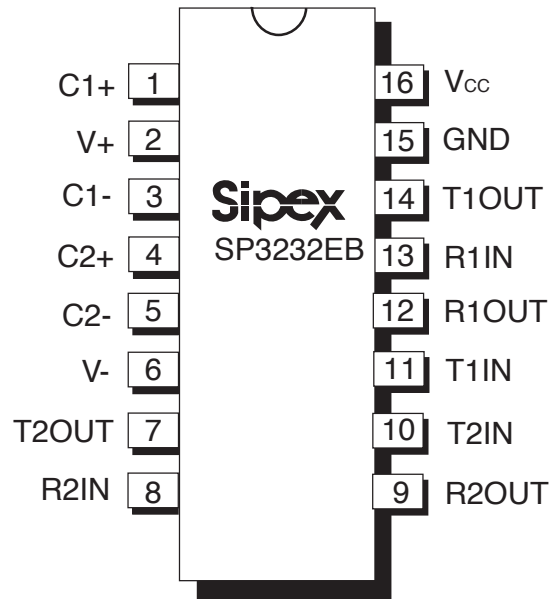 C1+ 1 16 Vcc
V+ 2 15 GND
C1- 3 14 T1OUT
Sipex
C2+ 4 SP3232EB 13 R1IN
C2- 5 12 R1OUT
V- 6 11 T1IN
T2OUT 7 10 T2IN
R2IN 8 9 R2OUT